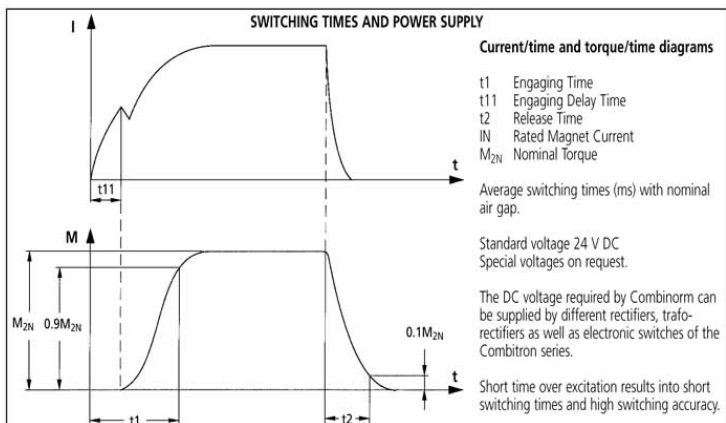 SWITCHING TIMES AND POWER SUPPLY
I
t
t11
M
M2N
0.9M2N
0.1M2N
t
t1
t2
Current/time and torque/time diagrams
t1 Engaging Time
t11 Engaging Delay Time
t2 Release Time
IN Rated Magnet Current
M2N Nominal Torque
Average switching times (ms) with nominal
air gap.
Standard voltage 24 V DC
Special voltages on request.
The DC voltage required by Combinorm can
be supplied by different rectifiers, trafo-
rectifiers as well as electronic switches of the
Combitron series.
Short time over excitation results into short
switching times and high switching accuracy.